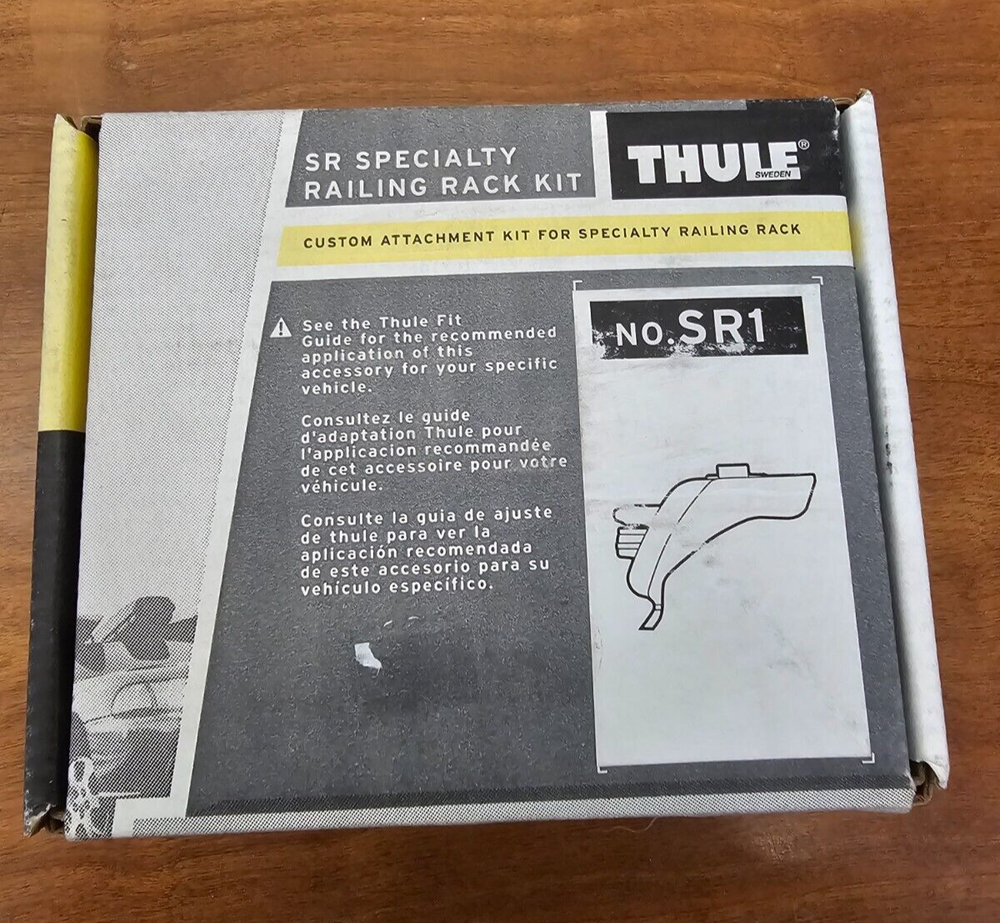 SR SPECIALTY
RAILING RACK KIT
THULE®
SWEDEN
CUSTOM ATTACHMENT KIT FOR SPECIALTY RAILING RACK
See the Thule Fit
Guide for the recommended
application of this
accessory for your specific
vehicle.
Consultez le guide
d'adaptation Thule pour
l'applicacion recommandée
de cet accessoire pour votre
véhicule.
Consulte la guia de ajuste
de thule para ver la
aplicación recomendada
de este accesorio para su
vehículo específico.
NO.SR1